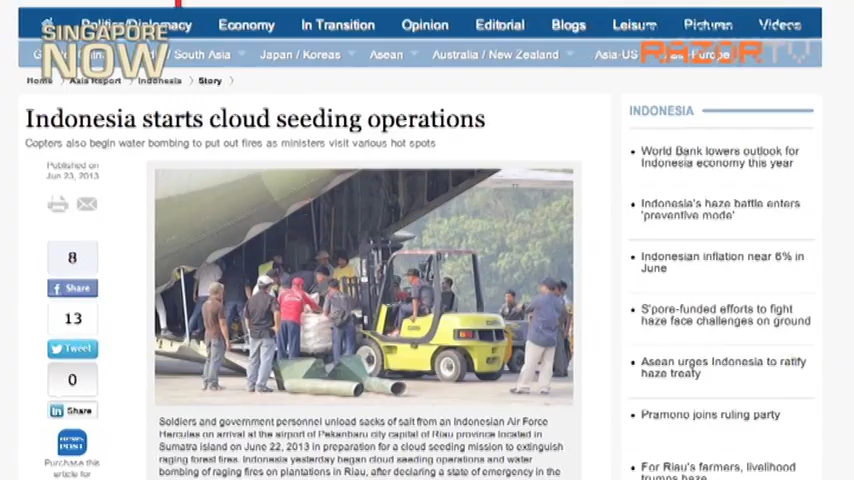 SINGAPORE
NOW
RAZORTV
Politics/Diplomacy Economy In Transition Opinion Editorial Blogs Leisure Pictures Videos
/ South Asia Japan / Koreas Asean Australia / New Zealand Asia-US Asia-Europe
Home Asia Report Indonesia Story
Indonesia starts cloud seeding operations
Copters also begin water bombing to put out fires as ministers visit various hot spots
Published on
Jun 23, 2013
8
Share
13
Tweet
0
in Share
POST
Purchase this
article for
Soldiers and government personnel unload sacks of salt from an Indonesian Air Force
Hercules on arrival at the airport of Pekanbaru city capital of Riau province located in
Sumatra island on June 22, 2013 in preparation for a cloud seeding mission to extinguish
raging forest fires. Indonesia yesterday began cloud seeding operations and water
bombing of raging fires on plantations in Riau, after declaring a state of emergency in the
INDONESIA
World Bank lowers outlook for
Indonesia economy this year
Indonesia's haze battle enters
'preventive mode'
Indonesian inflation near 6% in
June
S'pore-funded efforts to fight
haze face challenges on ground
Asean urges Indonesia to ratify
haze treaty
Pramono joins ruling party
For Riau's farmers, livelihood
trumps haze